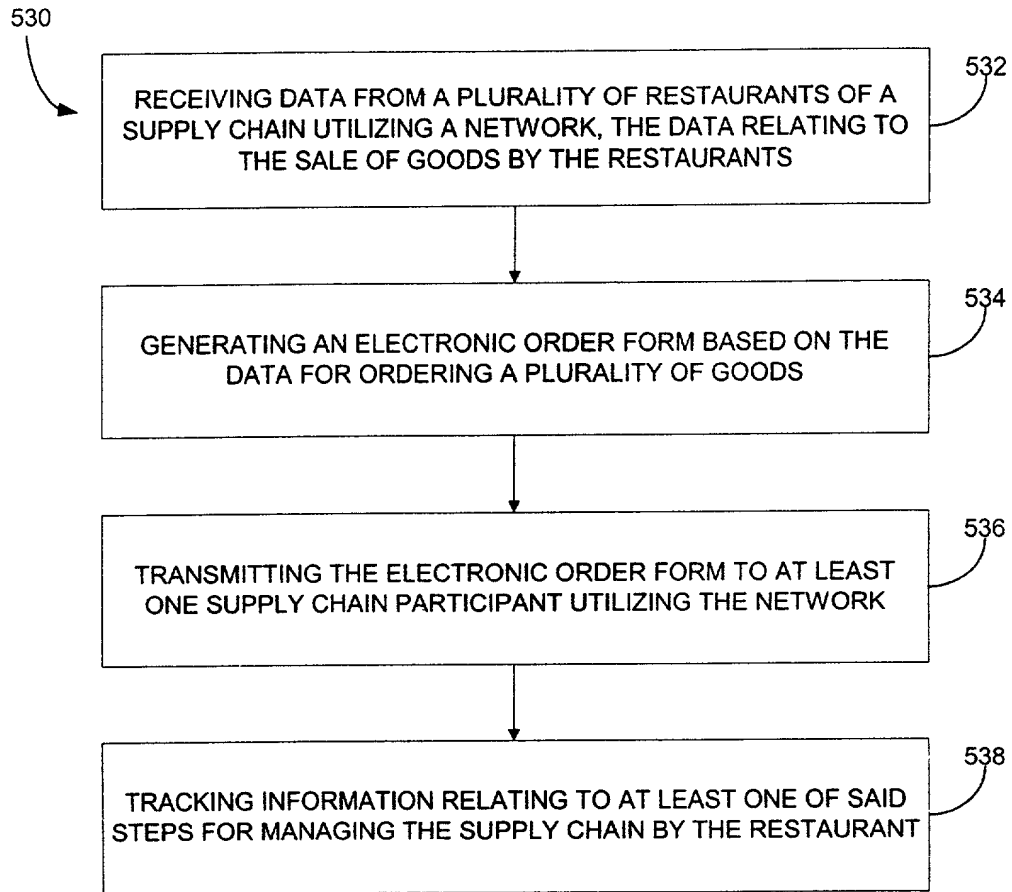 530
532
RECEIVING DATA FROM A PLURALITY OF RESTAURANTS OF A
SUPPLY CHAIN UTILIZING A NETWORK, THE DATA RELATING TO
THE SALE OF GOODS BY THE RESTAURANTS
534
GENERATING AN ELECTRONIC ORDER FORM BASED ON THE
DATA FOR ORDERING A PLURALITY OF GOODS
536
TRANSMITTING THE ELECTRONIC ORDER FORM TO AT LEAST
ONE SUPPLY CHAIN PARTICIPANT UTILIZING THE NETWORK
538
TRACKING INFORMATION RELATING TO AT LEAST ONE OF SAID
STEPS FOR MANAGING THE SUPPLY CHAIN BY THE RESTAURANT